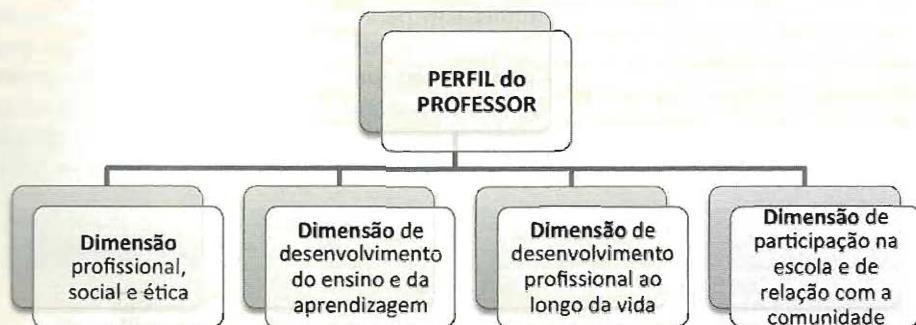 PERFIL do
PROFESSOR
Dimensão
profissional,
social e ética
Dimensão de
desenvolvimento
do ensino e da
aprendizagem
Dimensão de
desenvolvimento
profissional ao
longo da vida
Dimensão de
participação na
escola e de
relação com a
comunidade